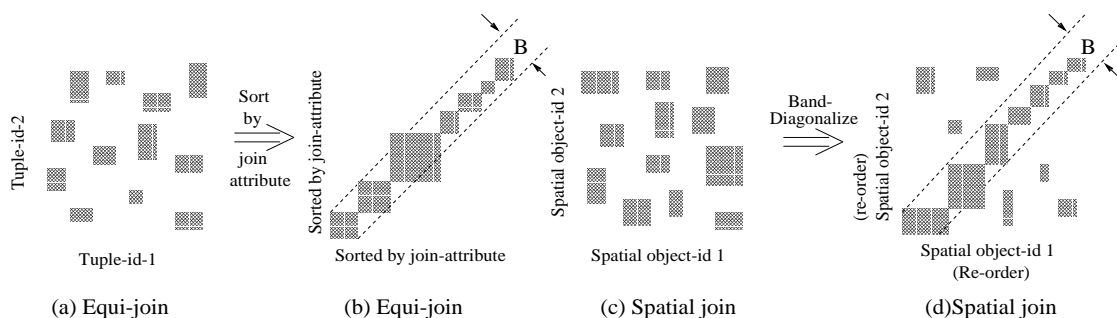 Tuple-id-2
Tuple-id-1
(a) Equi-join
Sort
by
join
attribute
Sorted by join-attribute
B
Sorted by join-attribute
(b) Equi-join
Spatial object-id 2
Spatial object-id 1
(c) Spatial join
Band-
Diagonalize
(re-order)
Spatial object-id 2
B
Spatial object-id 1
(Re-order)
(d)Spatial join